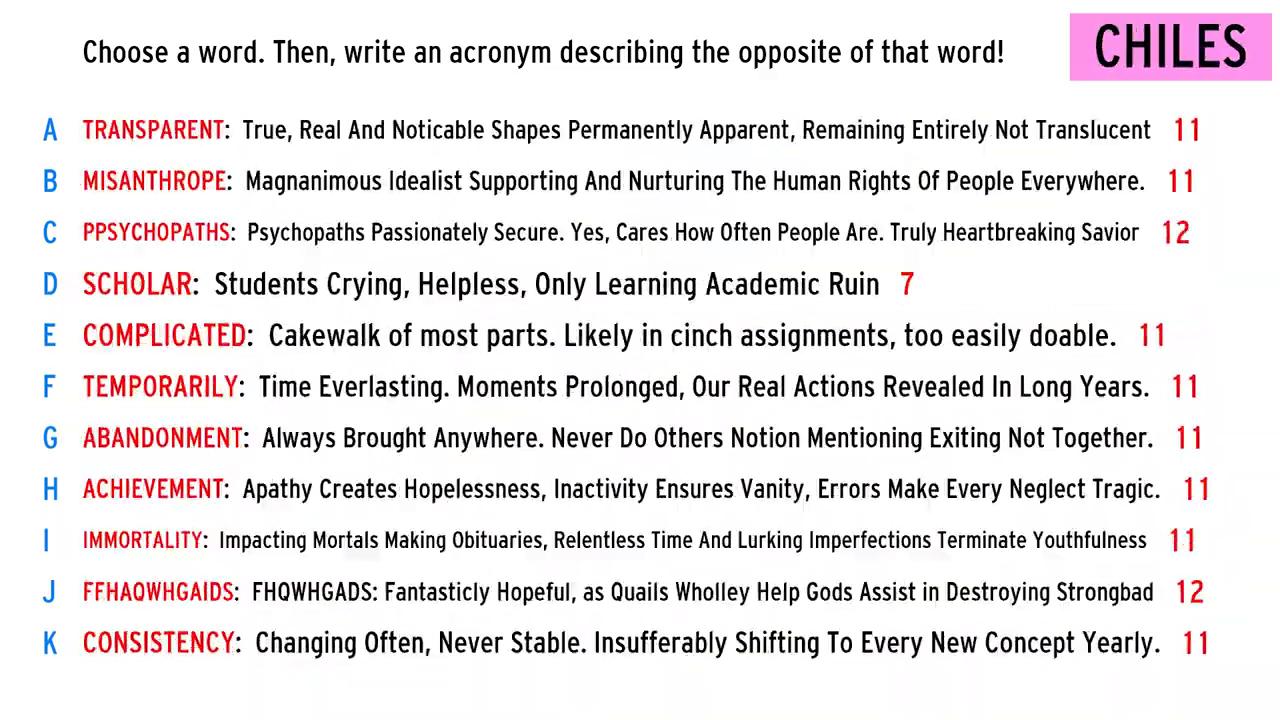 Choose a word. Then, write an acronym describing the opposite of that word!
CHILES
A TRANSPARENT: True, Real And Noticable Shapes Permanently Apparent, Remaining Entirely Not Translucent 11
B MISANTHROPE: Magnanimous Idealist Supporting And Nurturing The Human Rights Of People Everywhere. 11
C PPSYCHOPATHS: Psychopaths Passionately Secure. Yes, Cares How Often People Are. Truly Heartbreaking Savior 12
D SCHOLAR: Students Crying, Helpless, Only Learning Academic Ruin 7
E COMPLICATED: Cakewalk of most parts. Likely in cinch assignments, too easily doable. 11
F TEMPORARILY: Time Everlasting. Moments Prolonged, Our Real Actions Revealed In Long Years. 11
G ABANDONMENT: Always Brought Anywhere. Never Do Others Notion Mentioning Exiting Not Together. 11
H ACHIEVEMENT: Apathy Creates Hopelessness, Inactivity Ensures Vanity, Errors Make Every Neglect Tragic. 11
I IMMORTALITY: Impacting Mortals Making Obituaries, Relentless Time And Lurking Imperfections Terminate Youthfulness 11
J FFHAQWHGAIDS: FHQWHGADS: Fantasticly Hopeful, as Quails Wholley Help Gods Assist in Destroying Strongbad 12
K CONSISTENCY: Changing Often, Never Stable. Insufferably Shifting To Every New Concept Yearly. 11